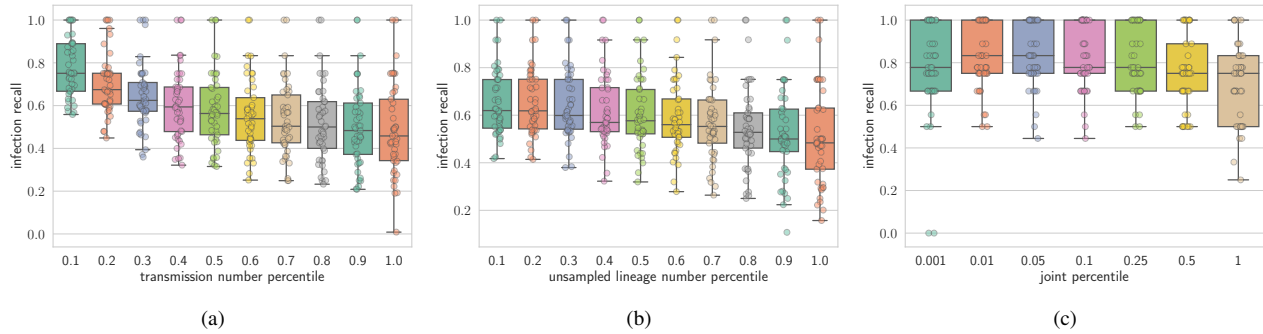 infection recall
1.0
0.8
0.6
0.4
0.2
0.0
0.1 0.2 0.3 0.4 0.5 0.6 0.7 0.8 0.9 1.0
transmission number percentile
(a)
infection recall
1.0
0.8
0.6
0.4
0.2
0.1 0.2 0.3 0.4 0.5 0.6 0.7 0.8 0.9 1.0
unsampled lineage number percentile
(b)
infection recall
1.0
0.8
0.6
0.4
0.2
0.0
0.001 0.01 0.05 0.1 0.25 0.5 1
joint percentile
(c)